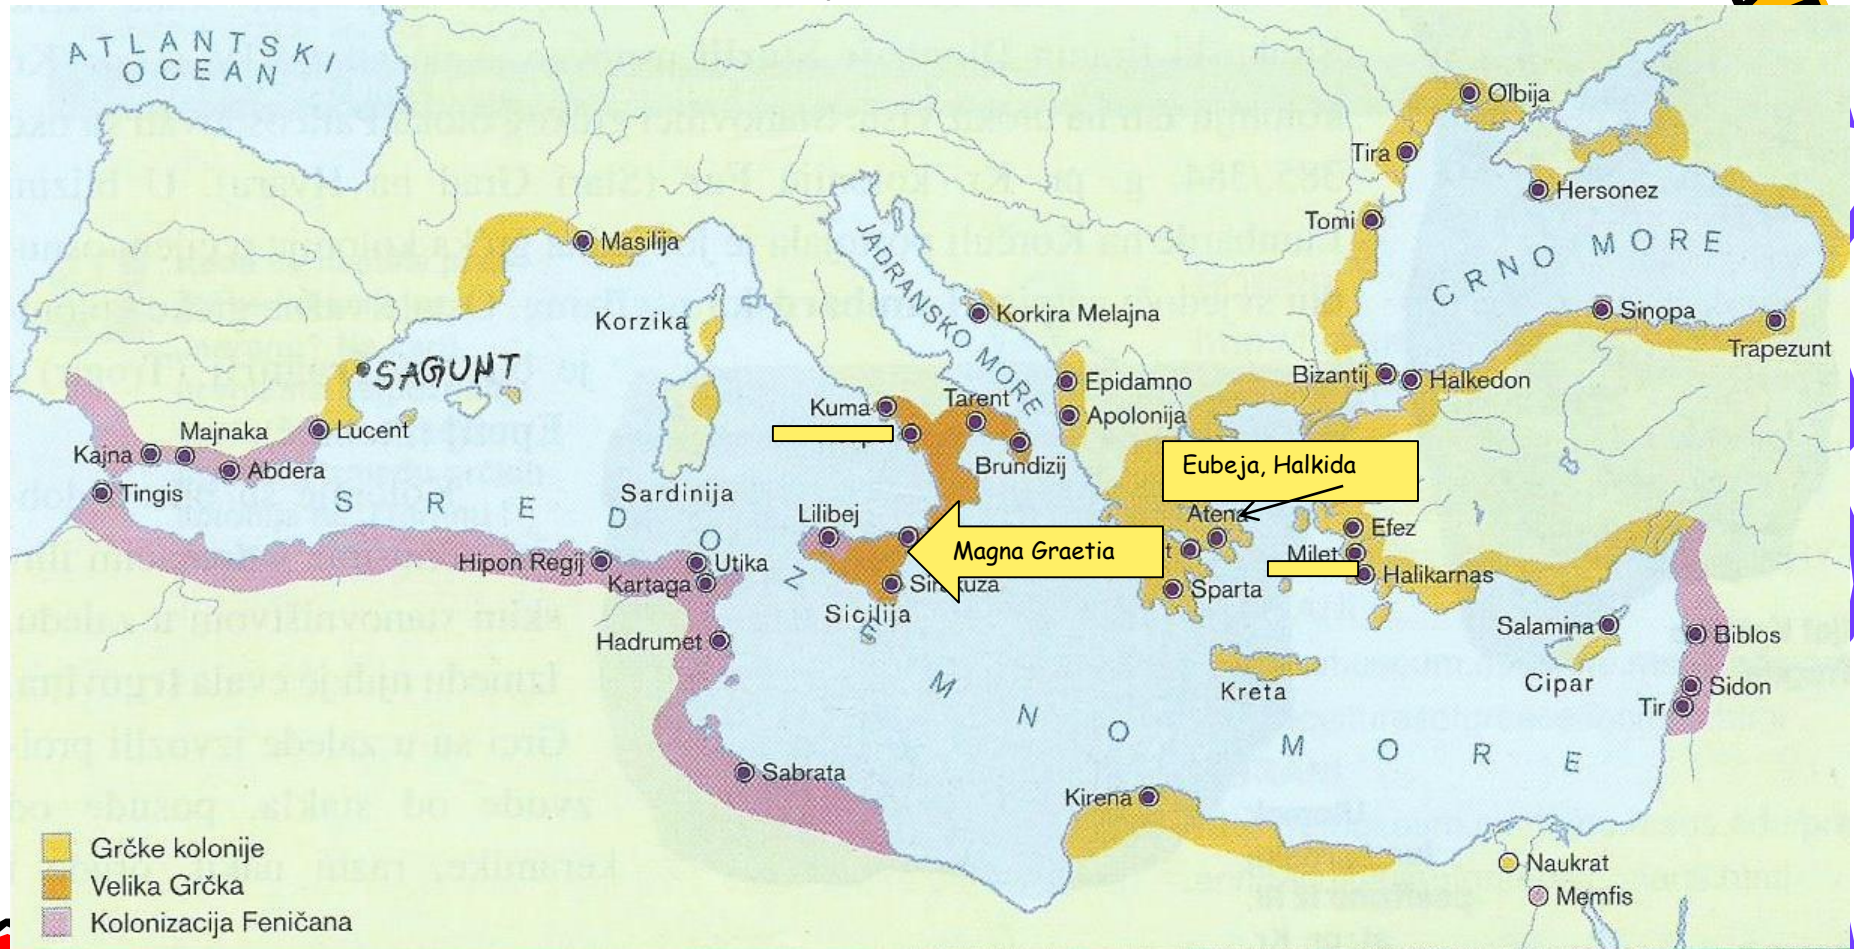 ATLANTSKI
OCEAN
Olbija
Tira
Hersonez
Tomi
CRNO MORE
Masilija
JADRANSKO MORE
Korzika
Korkira Melajna
Sinopa
Trapezunt
SAGUNT
Epidamno
Bizantij
Halkedon
Kuma
Tarent
Apolonija
Majnaka
Lucent
Kajna
Abdera
Brundizij
Eubeja, Halkida
Tingis
Sardinija
SREDOZEMNO MORE
Lilibej
Atena
Efez
Magna Graetia
Milet
Hipon Regij
Utika
Kartaga
Halikarnas
Sparta
Sicilija
Salamina
Hadrumet
Biblos
Kreta
Cipar
Sidon
Tir
Sabrata
Kirena
Grčke kolonije
Naukrat
Velika Grčka
Memfis
Kolonizacija Feničana